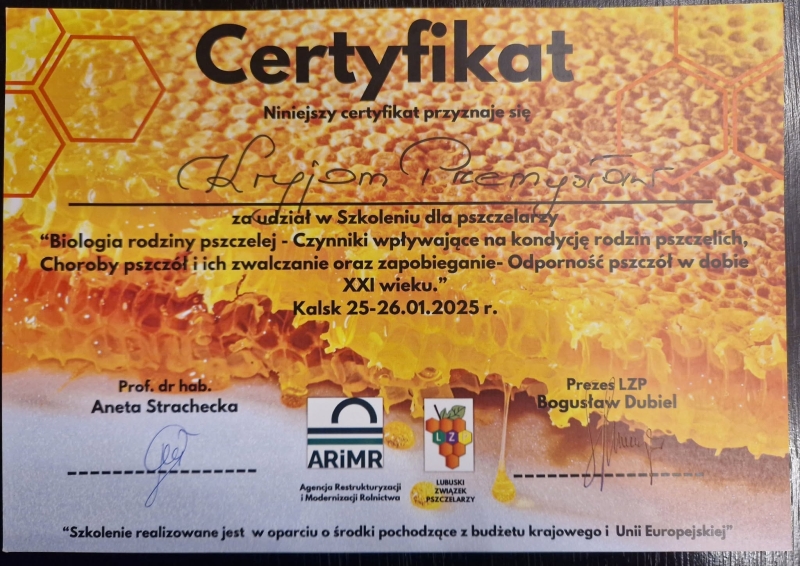 Certyfikat
Niniejszy certyfikat przyznaje się
Kryjom Przemysław
za udział w Szkoleniu dla pszczelarzy
“Biologia rodziny pszczelej - Czynniki wpływające na kondycję rodzin pszczelich,
Choroby pszczół i ich zwalczanie oraz zapobieganie- Odporność pszczół w dobie
XXI wieku.”
Kalsk 25-26.01.2025 r.
Prof. dr hab.
Aneta Strachecka
Prezes LZP
Bogusław Dubiel
ARiMR
Agencja Restrukturyzacji
i Modernizacji Rolnictwa
LZP
LUBUSKI
ZWIĄZEK
PSZCZELARZY
“Szkolenie realizowane jest w oparciu o środki pochodzące z budżetu krajowego i Unii Europejskiej”